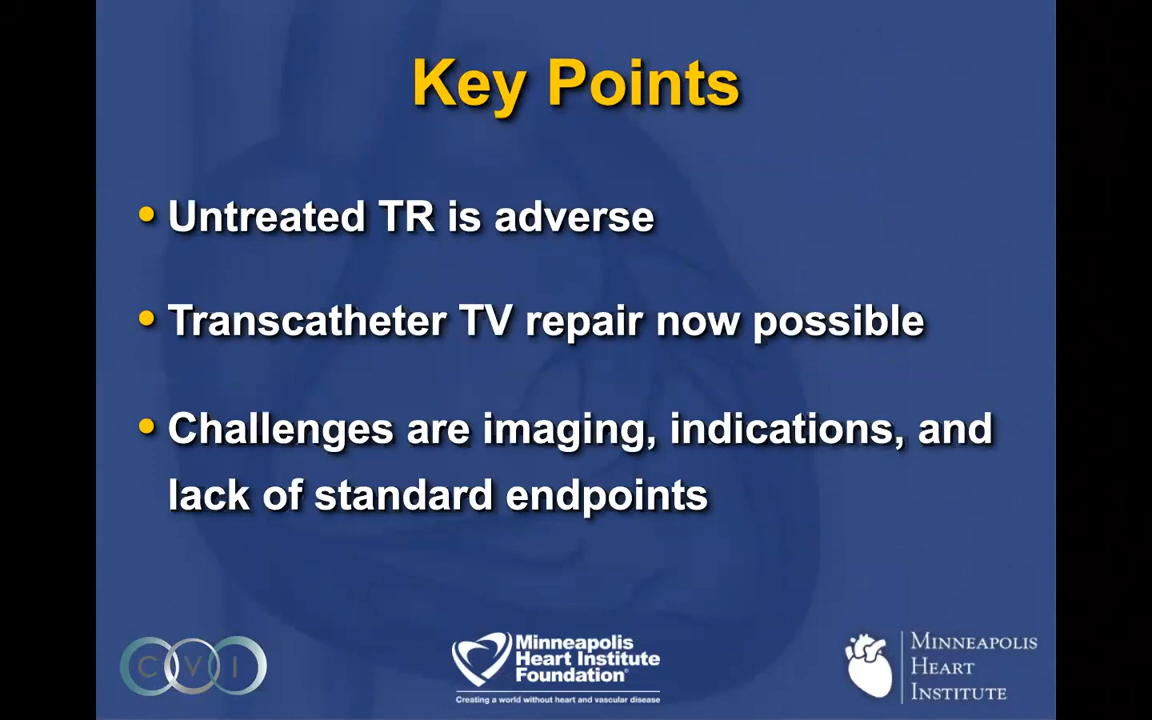 Key Points
• Untreated TR is adverse
• Transcatheter TV repair now possible
• Challenges are imaging, indications, and
lack of standard endpoints
CVI
Minneapolis
Heart Institute
Foundation®
Creating a world without heart and vascular disease
MINNEAPOLIS
HEART
INSTITUTE